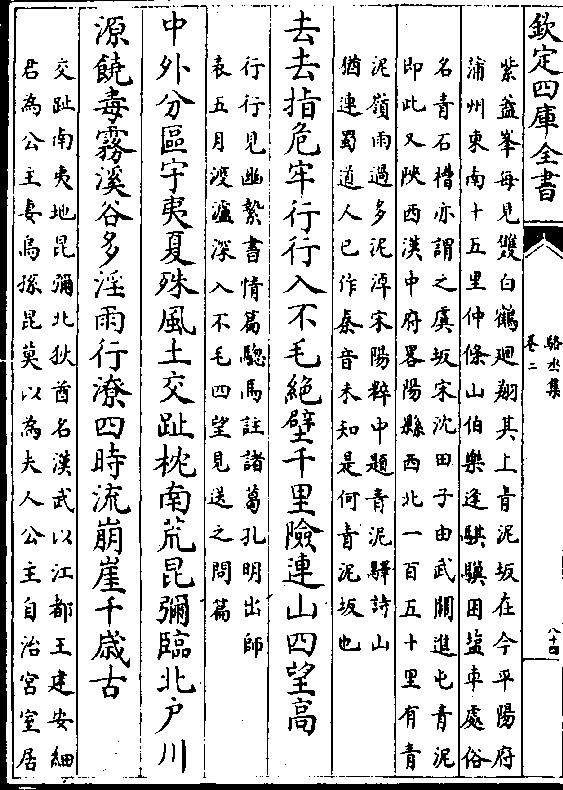 欽定四庫全書
駱丞集
卷二
八十四
紫蓋峯每見雙白鶴廻翔其上青泥坂在今平陽府
蒲州東南十五里仲條山伯樂逢騏驥困鹽車處俗
名青石槽亦謂之虞坂宋沈田子由武關進屯青泥
即此又陜西漢中府畧陽縣西北一百五十里有青
泥嶺雨過多泥淖宋陽粹中題青泥驛詩山
猶連蜀道人已作秦音未知是何青泥坂也
去去指危牢行行入不毛絶壁千里險連山四望高
行行見幽縶書情篇驄馬註諸葛孔明出師
表五月渡瀘深入不毛四望見送之問篇
中外分區宇夷夏殊風土交趾枕南荒昆彌臨北户川
源饒毒霧溪谷多淫雨行潦四時流崩崖千歳古
交趾南夷地昆彌北狄酋名漢武以江都王建安細
君為公主妻烏孫昆莫以為夫人公主自治宫室居